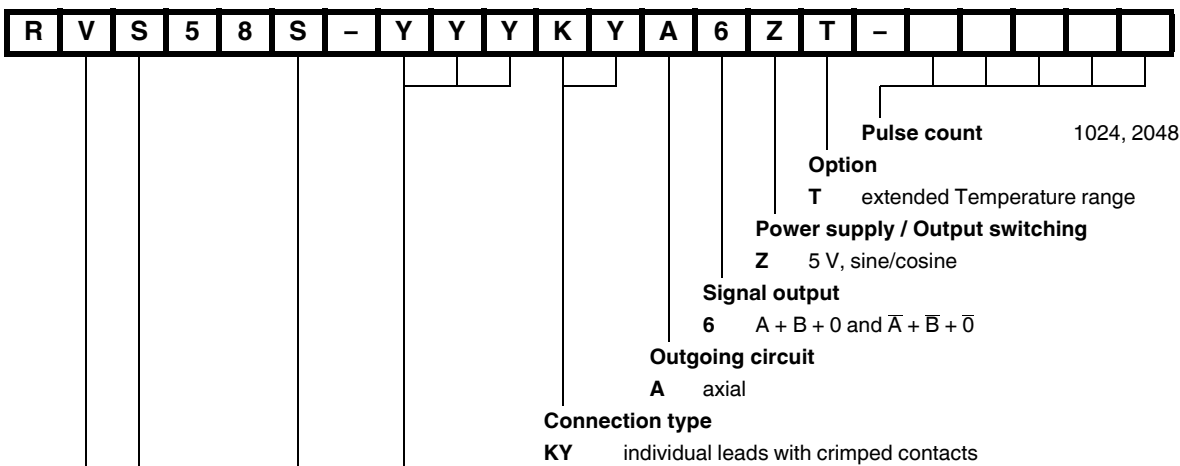 R V S 5 8 S – Y Y Y K Y A 6 Z T –
Pulse count 1024, 2048
Option
T extended Temperature range
Power supply / Output switching
Z 5 V, sine/cosine
Signal output
6 A + B + 0 and A̅ + B̅ + 0̅
Outgoing circuit
A axial
Connection type
KY individual leads with crimped contacts